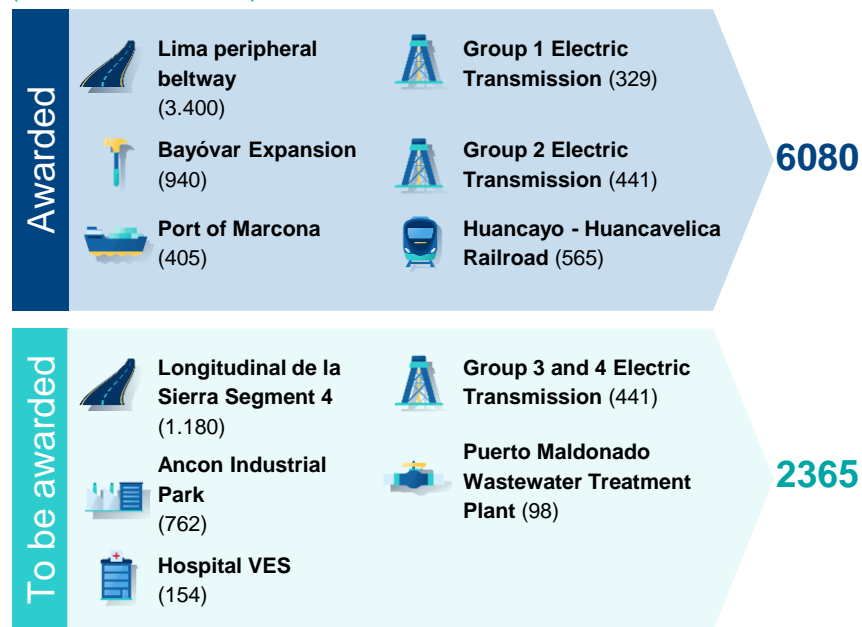 Awarded
Lima peripheral
beltway
(3.400)
Bayóvar Expansion
(940)
Port of Marcona
(405)
Group 1 Electric
Transmission (329)
Group 2 Electric
Transmission (441)
Huancayo - Huancavelica
Railroad (565)
6080
To be awarded
Longitudinal de la
Sierra Segment 4
(1.180)
Ancon Industrial
Park
(762)
Hospital VES
(154)
Group 3 and 4 Electric
Transmission (441)
Puerto Maldonado
Wastewater Treatment
Plant (98)
2365